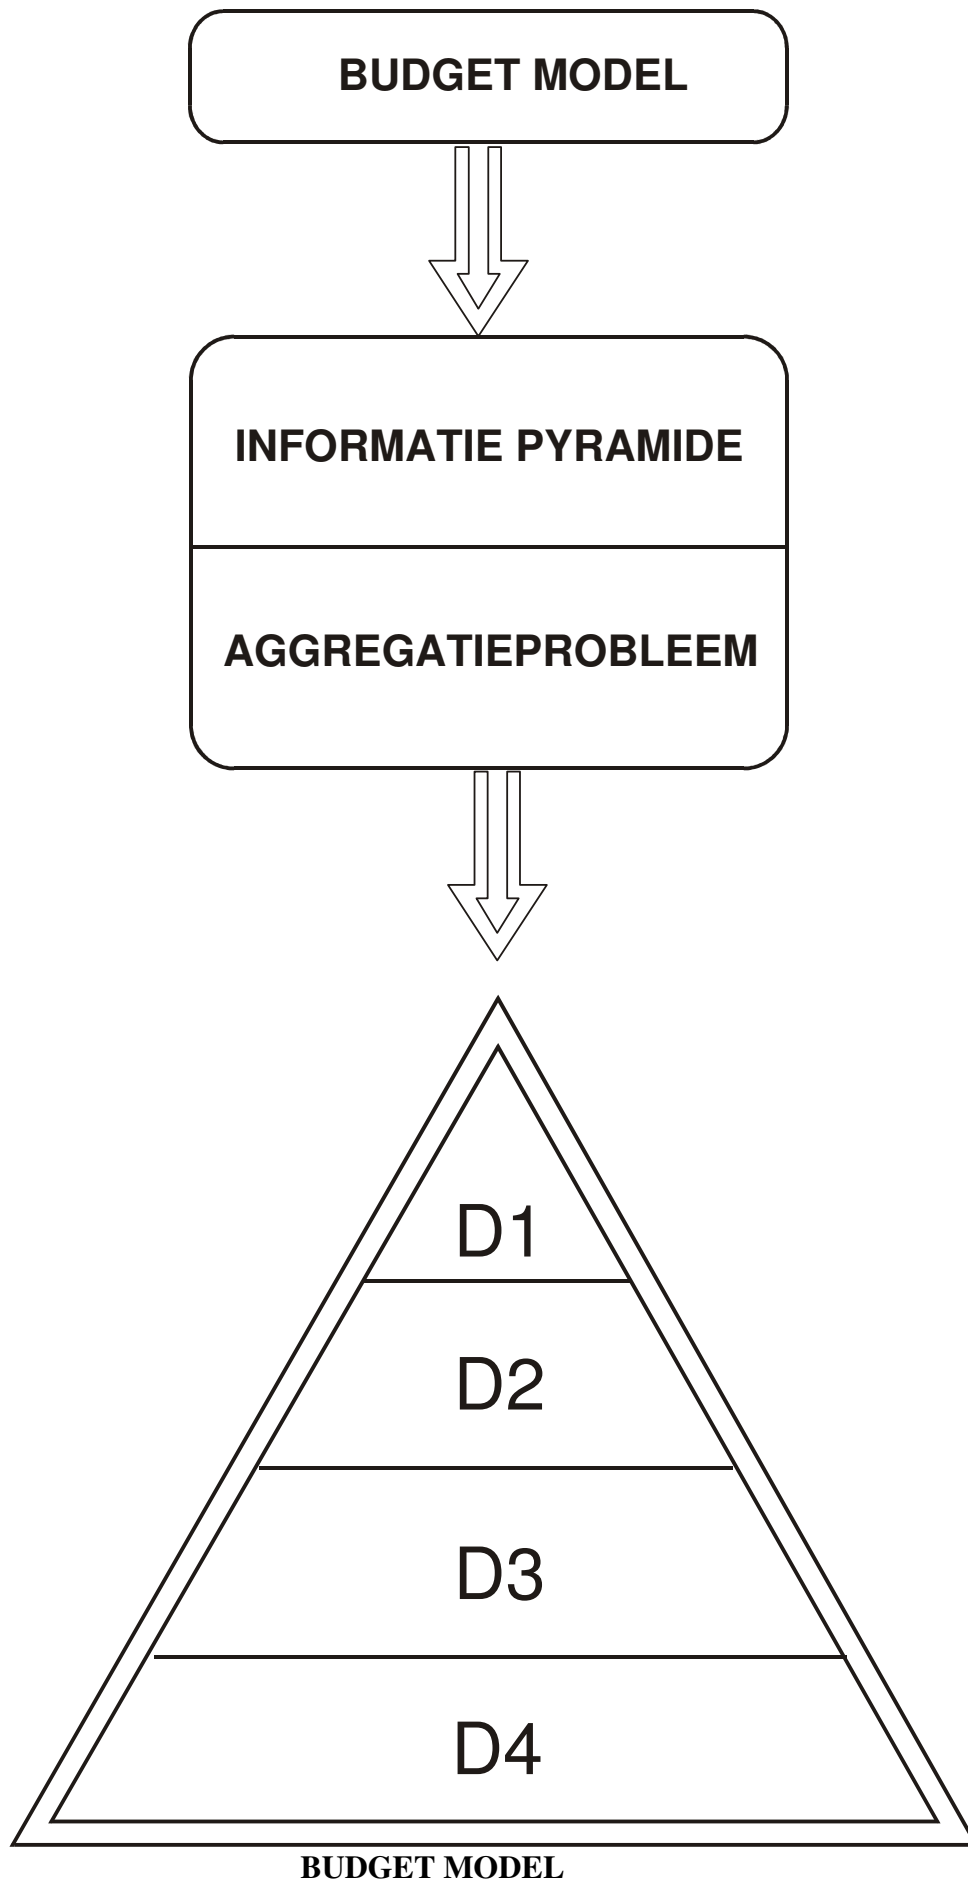 BUDGET MODEL
INFORMATIE PYRAMIDE
AGGREGATIEPROBLEEM
D1
D2
D3
D4
BUDGET MODEL